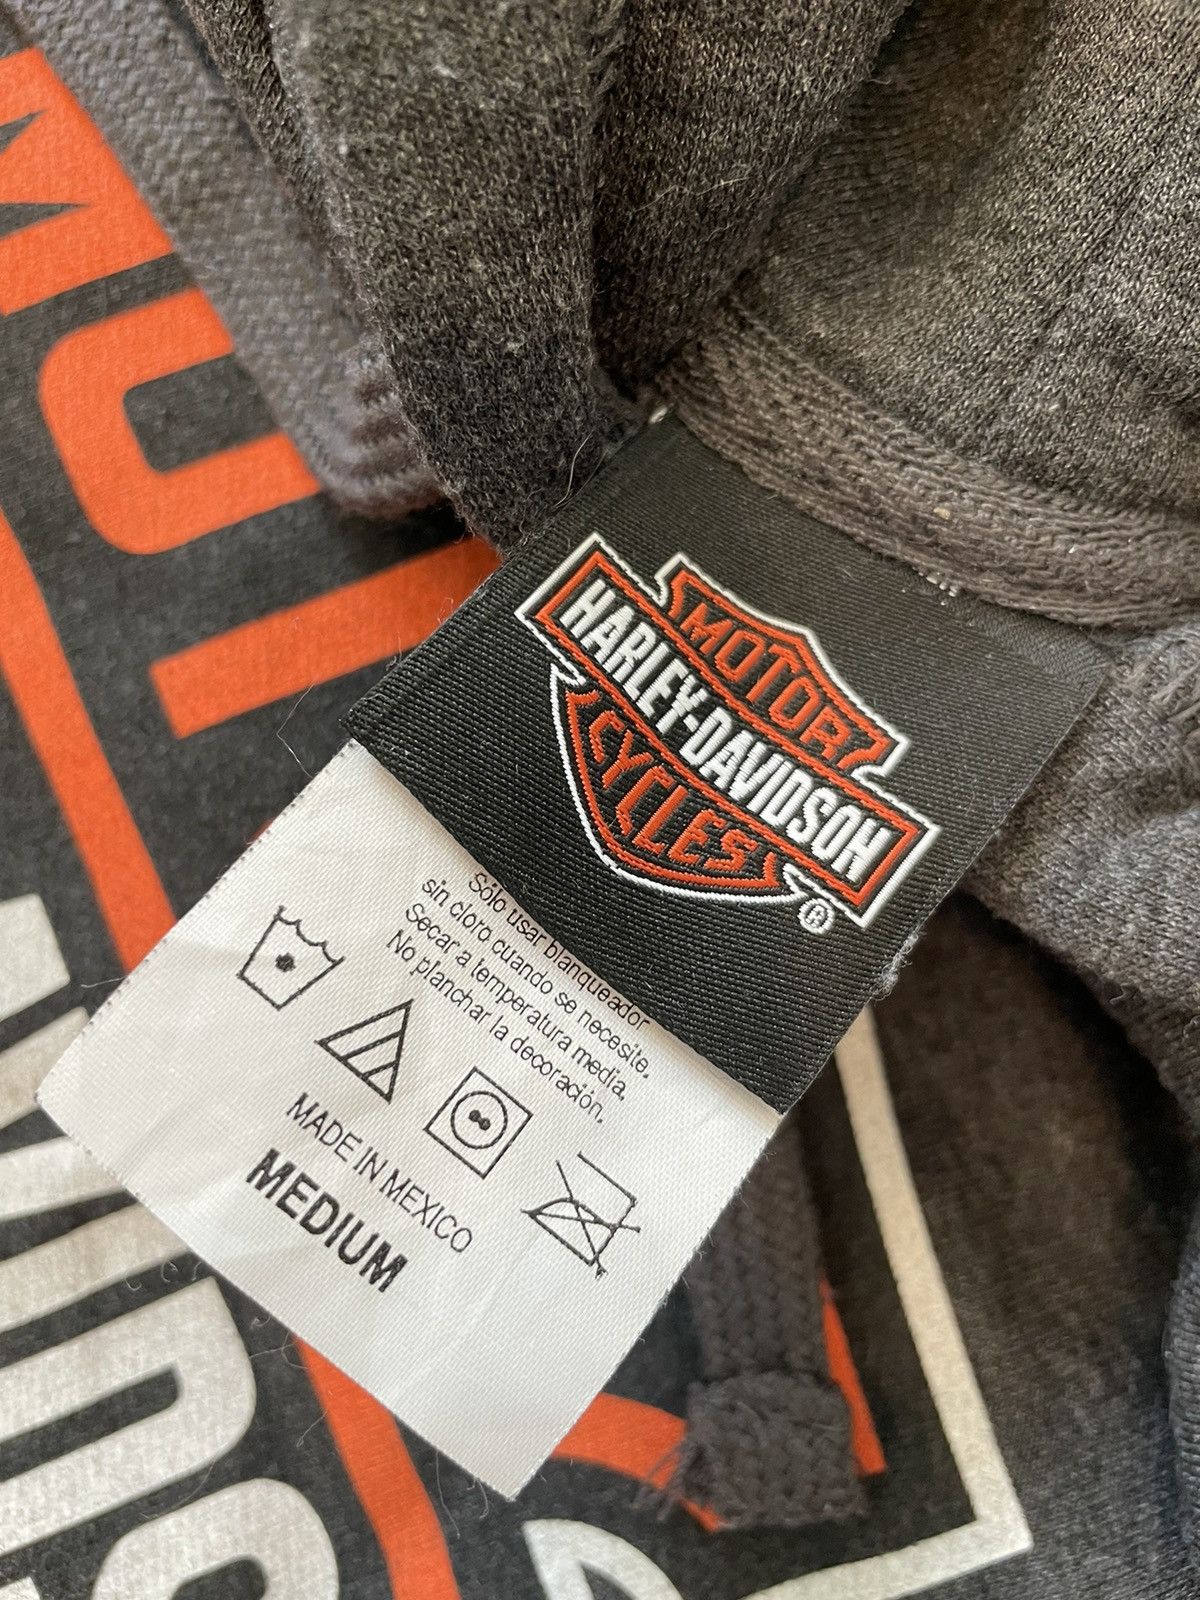 MOTOR
HARLEY-DAVIDSON
CYCLES
®
Sólo usar blanqueador
sin cloro cuando se necesite.
Secar a temperatura media.
No planchar la decoración.
MADE IN MEXICO
MEDIUM